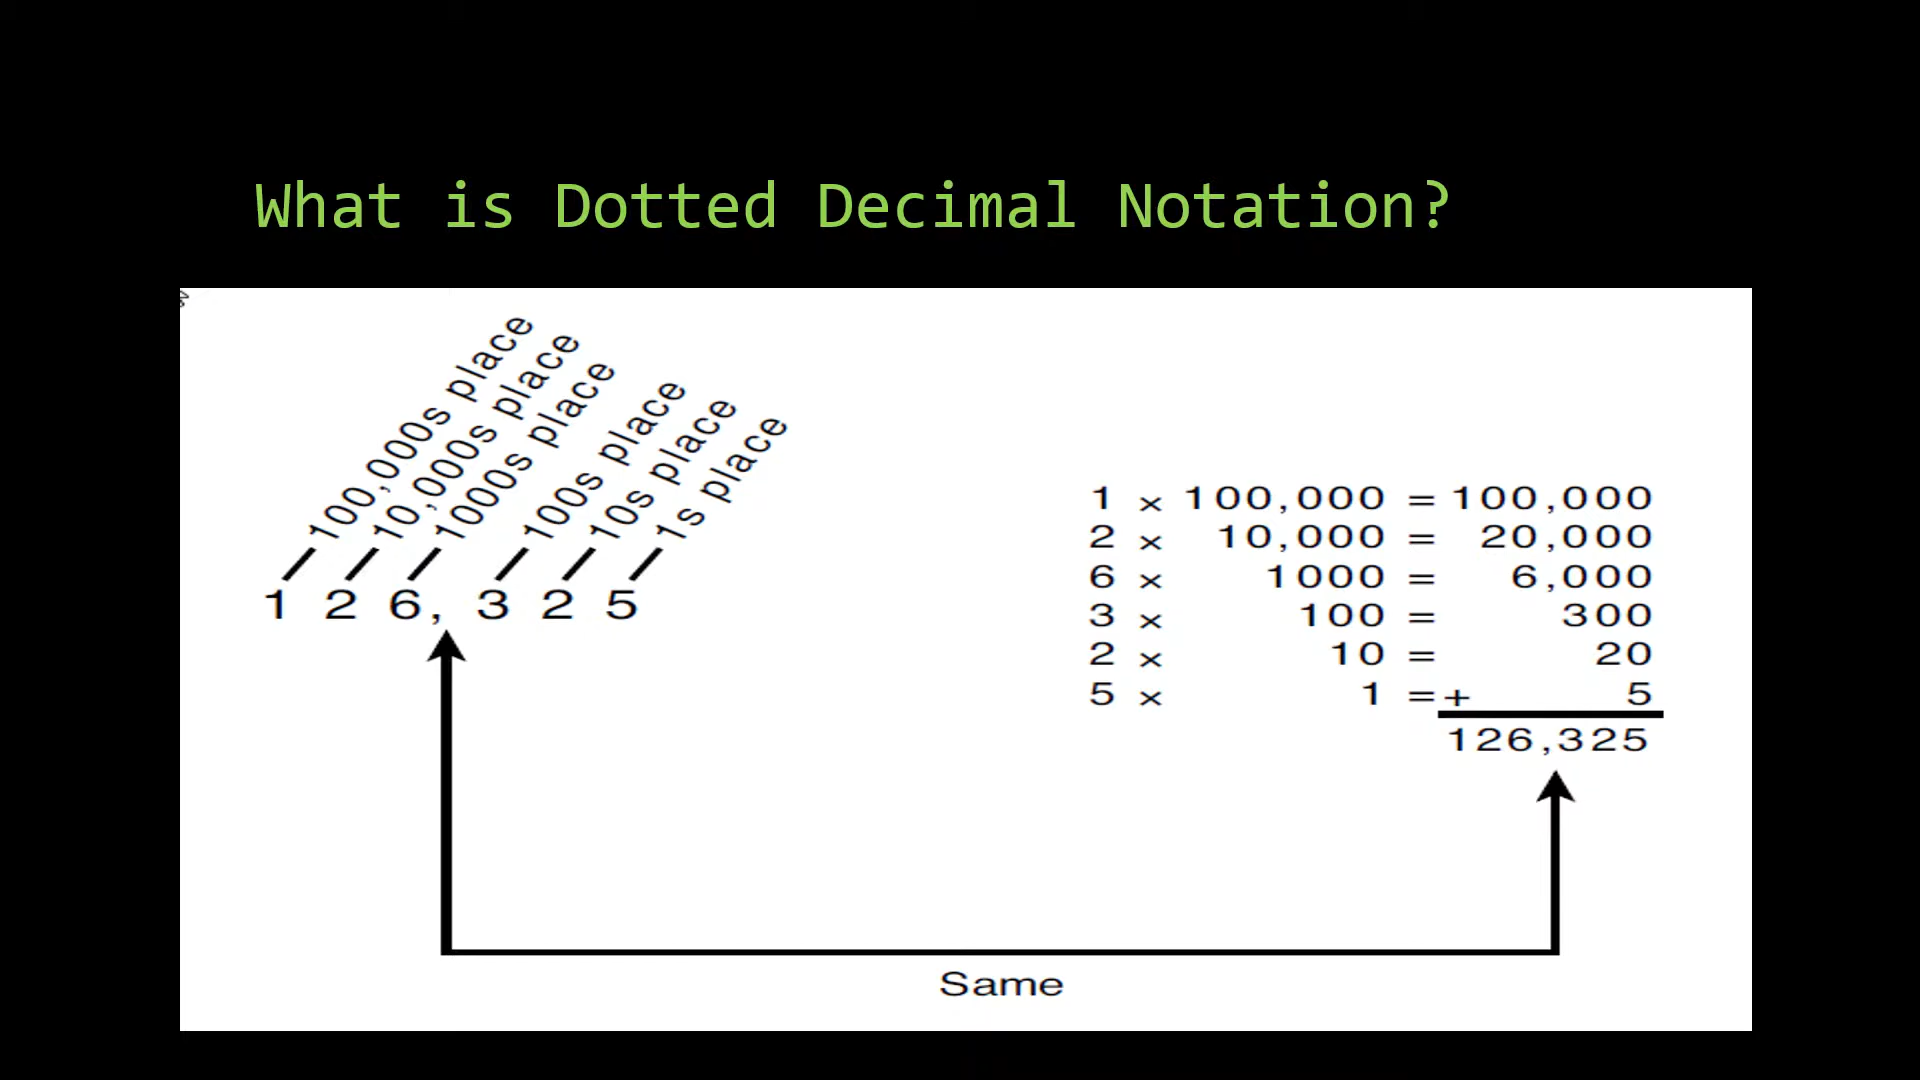 What is Dotted Decimal Notation?
100,000s place
10,000s place
1000s place
100s place
10s place
1s place
1 2 6, 3 2 5
1 x 100,000 = 100,000
2 x 10,000 = 20,000
6 x 1000 = 6,000
3 x 100 = 300
2 x 10 = 20
5 x 1 =+ 5
126,325
Same